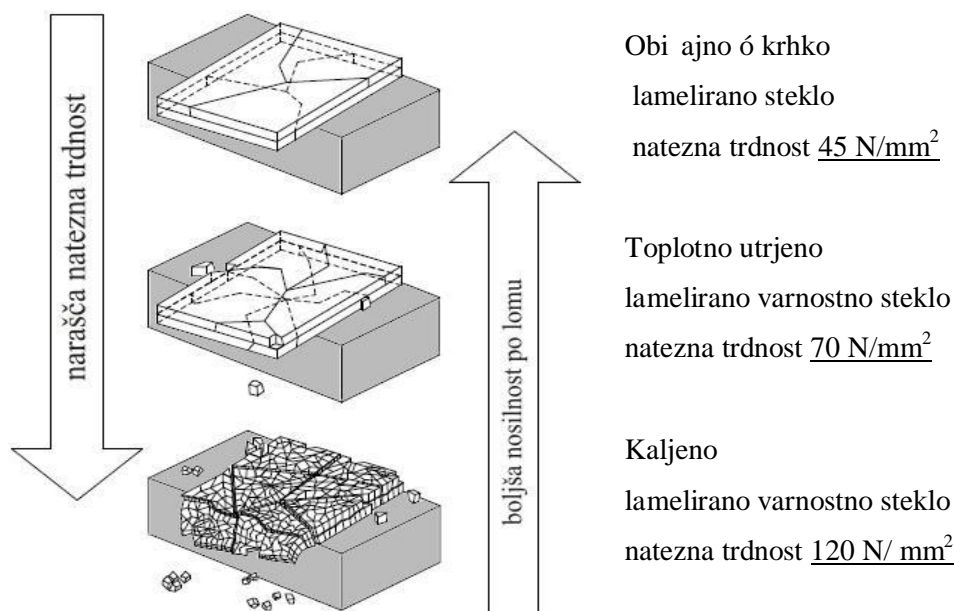 narašča natezna trdnost
boljša nosilnost po lomu
Obi ajno ó krhko
lamelirano steklo
natezna trdnost 45 N/mm²
Toplotno utrjeno
lamelirano varnostno steklo
natezna trdnost 70 N/mm²
Kaljeno
lamelirano varnostno steklo
natezna trdnost 120 N/ mm²